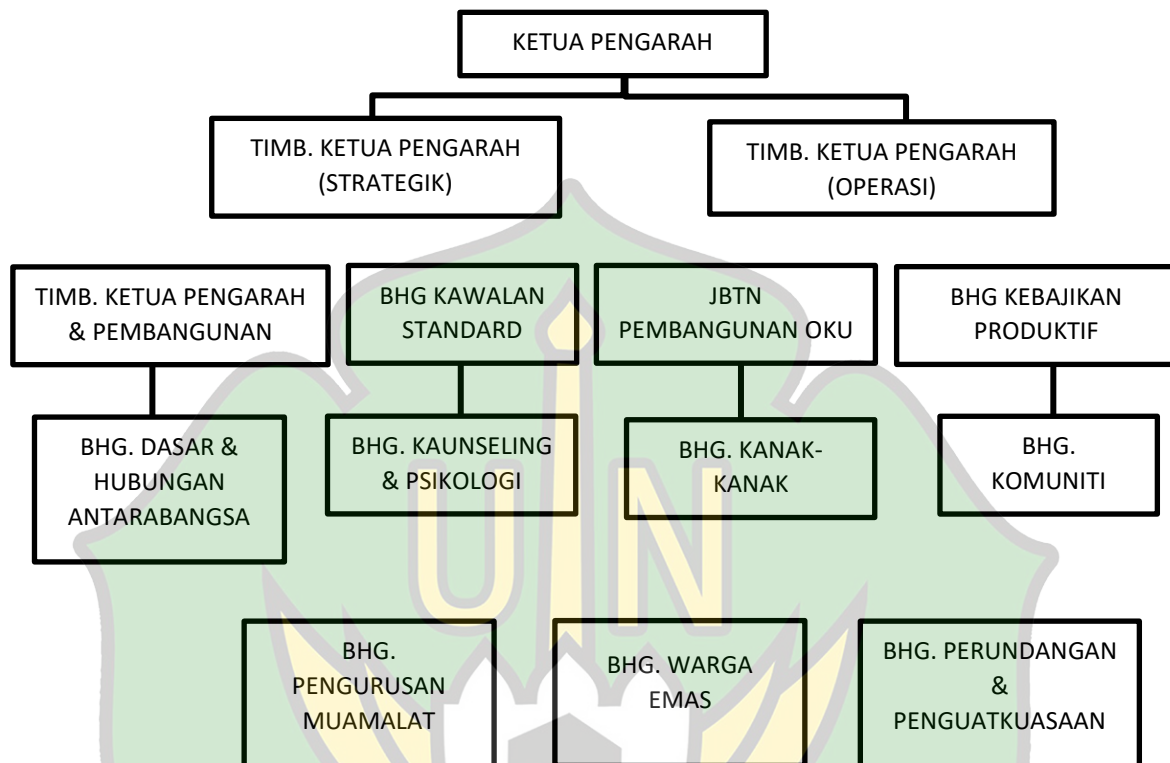 KETUA PENGARAH
TIMB. KETUA PENGARAH
(STRATEGIK)
TIMB. KETUA PENGARAH
(OPERASI)
TIMB. KETUA PENGARAH
& PEMBANGUNAN
BHG KAWALAN
STANDARD
JBTN
PEMBANGUNAN OKU
BHG KEBAJIKAN
PRODUKTIF
BHG. DASAR &
HUBUNGAN
ANTARABANGSA
BHG. KAUNSELING
& PSIKOLOGI
BHG. KANAK-
KANAK
BHG.
KOMUNITI
UIN
BHG.
PENGURUSAN
MUAMALAT
BHG. WARGA
EMAS
BHG. PERUNDANGAN
&
PENGUATKUASAAN